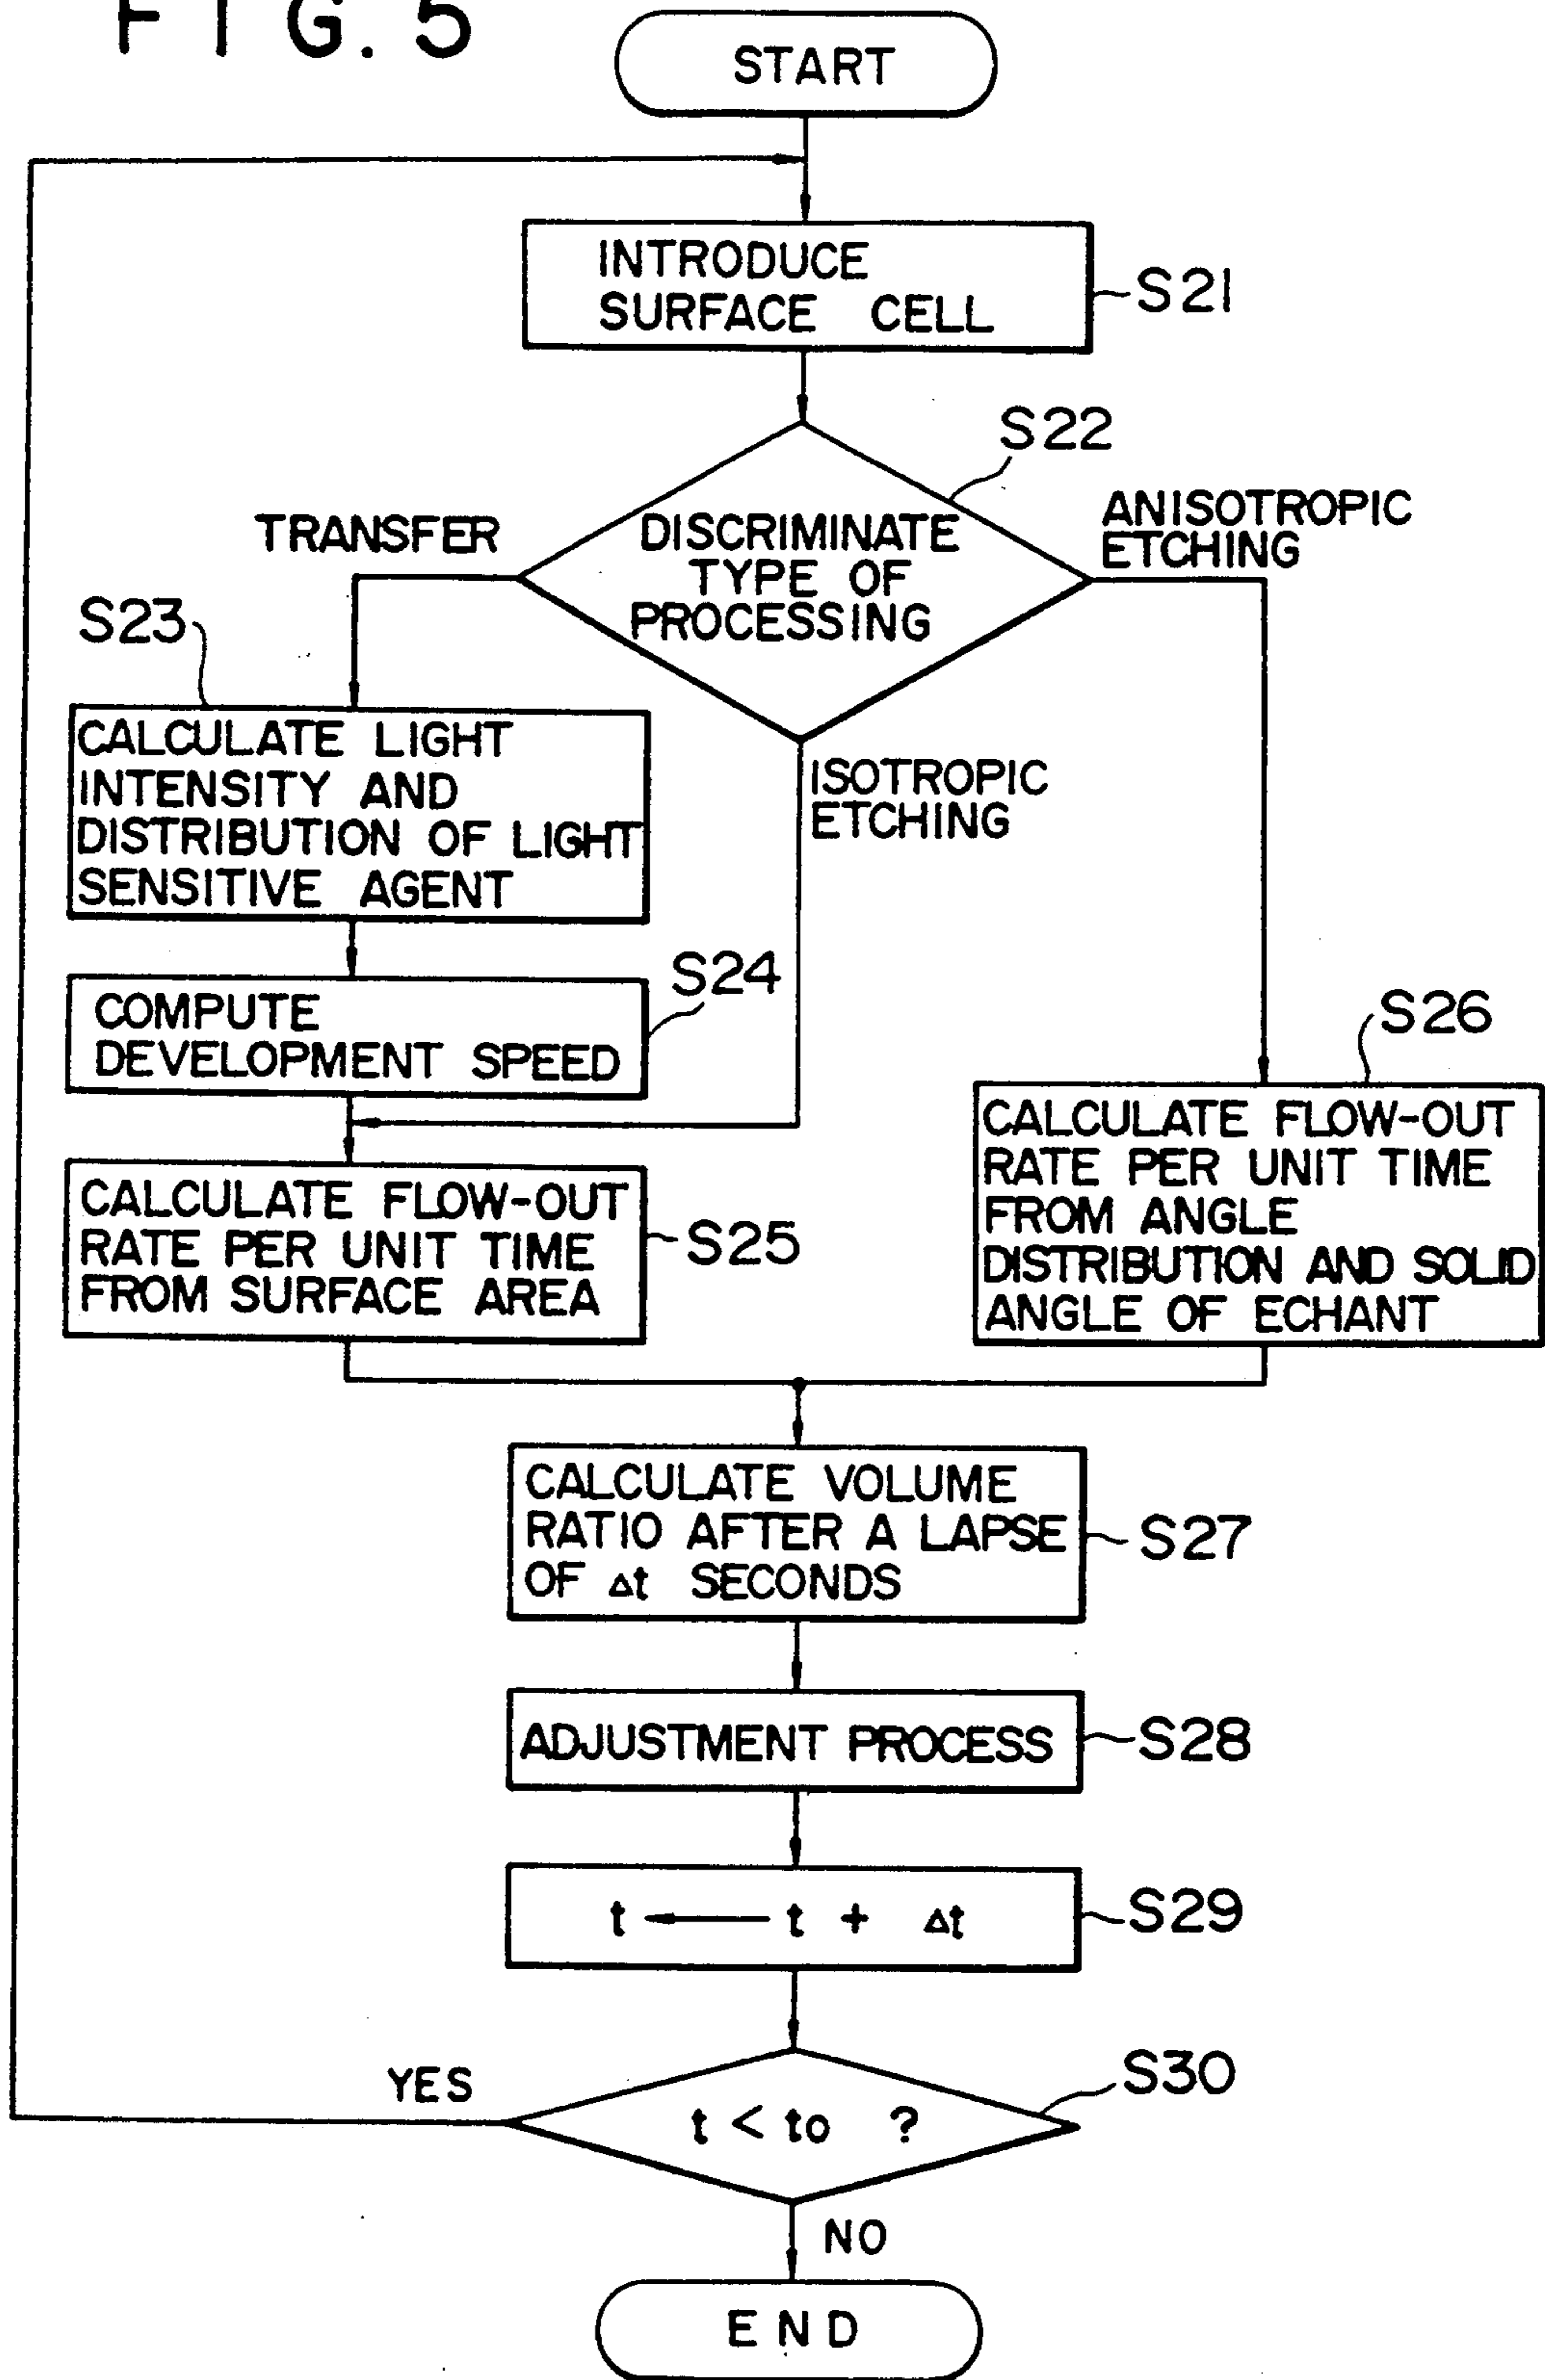 FIG. 5
START
INTRODUCE
SURFACE CELL
S21
S22
DISCRIMINATE
TYPE OF
PROCESSING
TRANSFER
ANISOTROPIC
ETCHING
ISOTROPIC
ETCHING
S23
CALCULATE LIGHT
INTENSITY AND
DISTRIBUTION OF LIGHT
SENSITIVE AGENT
S24
COMPUTE
DEVELOPMENT SPEED
S25
CALCULATE FLOW-OUT
RATE PER UNIT TIME
FROM SURFACE AREA
S26
CALCULATE FLOW-OUT
RATE PER UNIT TIME
FROM ANGLE
DISTRIBUTION AND SOLID
ANGLE OF ECHANT
CALCULATE VOLUME
RATIO AFTER A LAPSE
OF Δt SECONDS
S27
ADJUSTMENT PROCESS
S28
t ← t + Δt
S29
S30
t < to ?
YES
NO
END